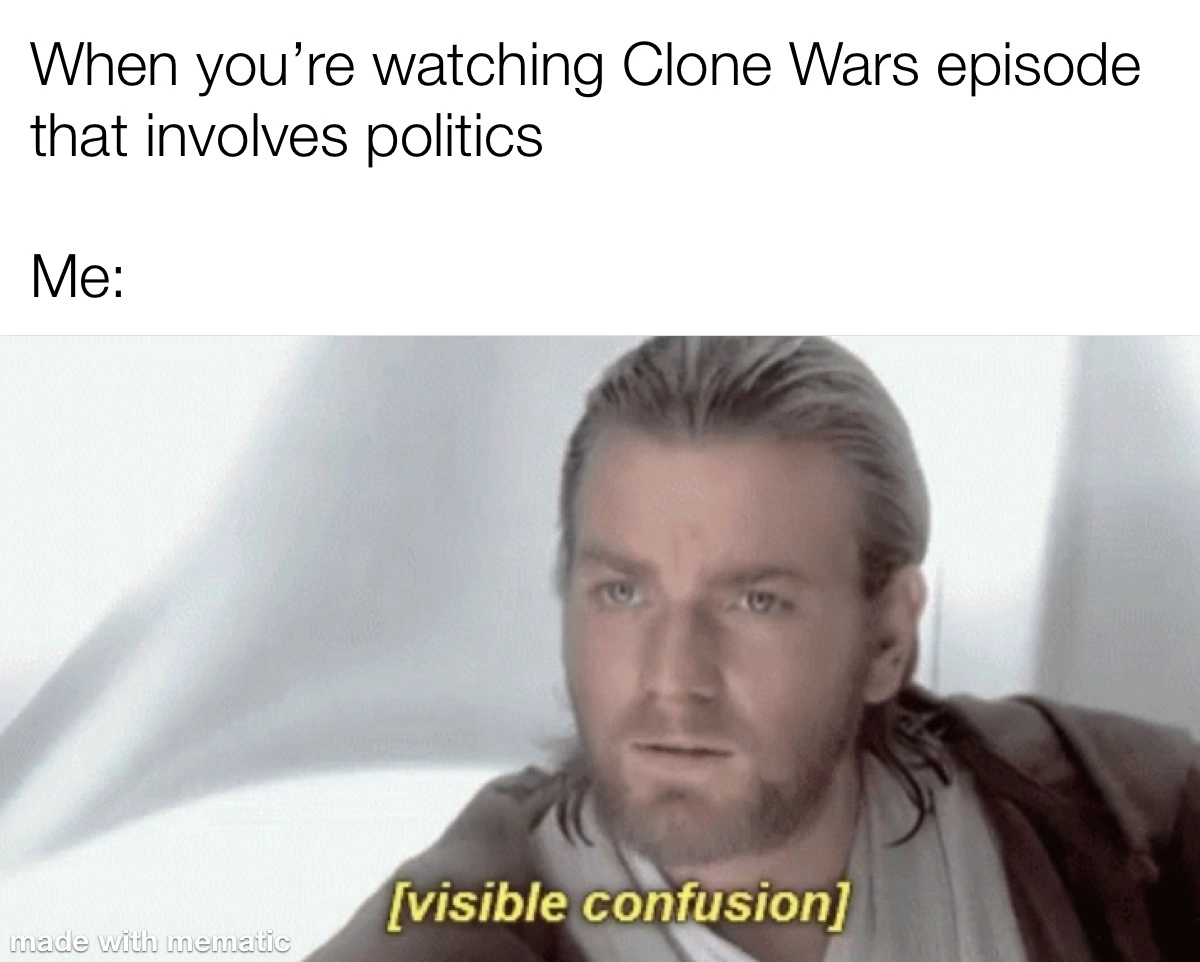 When you’re watching Clone Wars episode
that involves politics
Me:
[visible confusion]
made with mematic